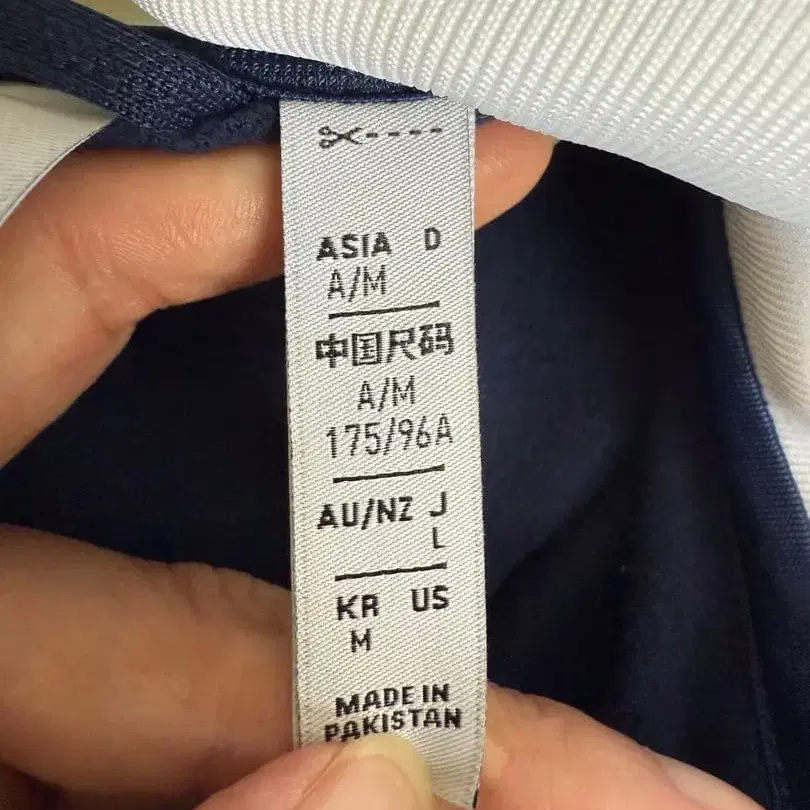 ASIA D
A/M
中国尺码
A/M
175/96A
AU/NZ J
L
KR US
M
MADE IN
PAKISTAN